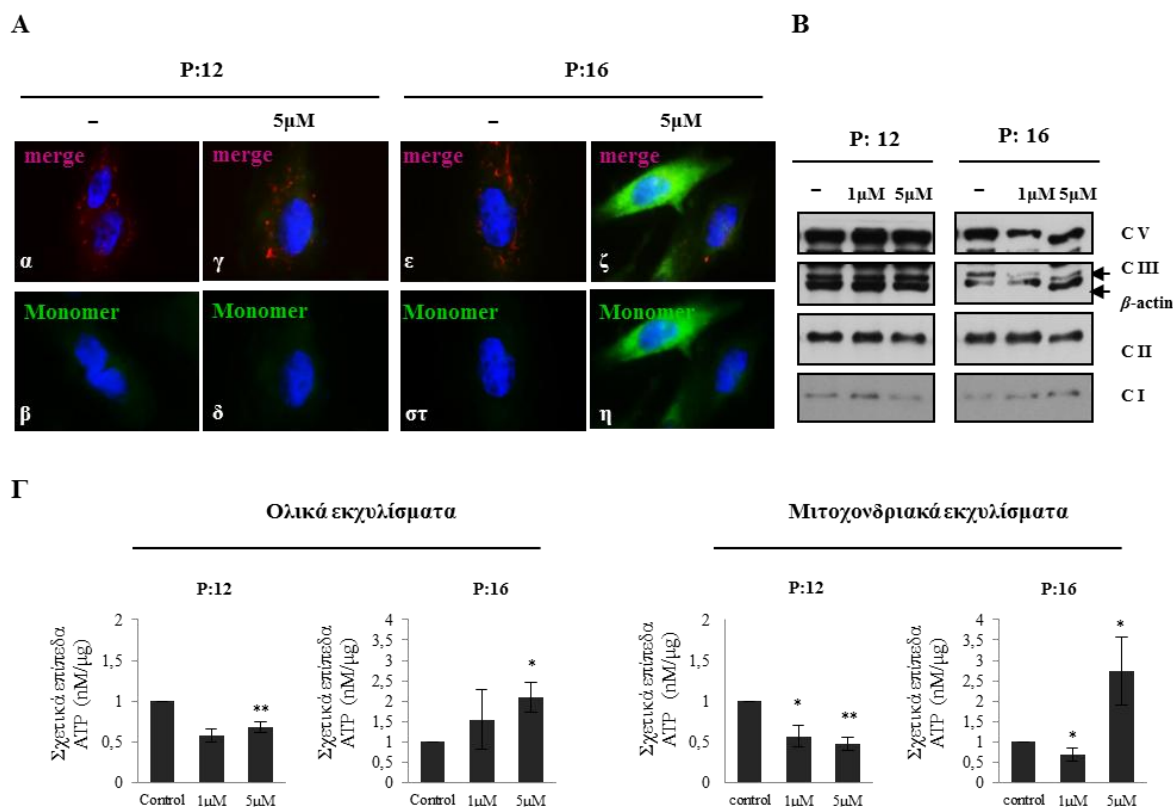 A B
P:12 P:16
– 5μM – 5μM
merge merge merge merge
α γ ε ζ
Monomer Monomer Monomer Monomer
β δ στ η
P: 12 P: 16
– 1μM 5μM – 1μM 5μM
C V
C III
β-actin
C II
C I
Γ
Ολικά εκχυλίσματα Μιτοχονδριακά εκχυλίσματα
P:12 P:16 P:12 P:16
Σχετικά επίπεδα
ATP (nM/μg)
2
1,5
1
0,5
0
**
Control 1μM 5μM
Σχετικά επίπεδα
ATP (nM/μg)
4
3,5
3
2,5
2
1,5
1
0,5
0
*
Control 1μM 5μM
Σχετικά επίπεδα
ATP (nM/μg)
2
1,5
1
0,5
0
*
**
control 1μM 5μM
Σχετικά επίπεδα
ATP (nM/μg)
4
3,5
3
2,5
2
1,5
1
0,5
0
*
*
control 1μM 5μM